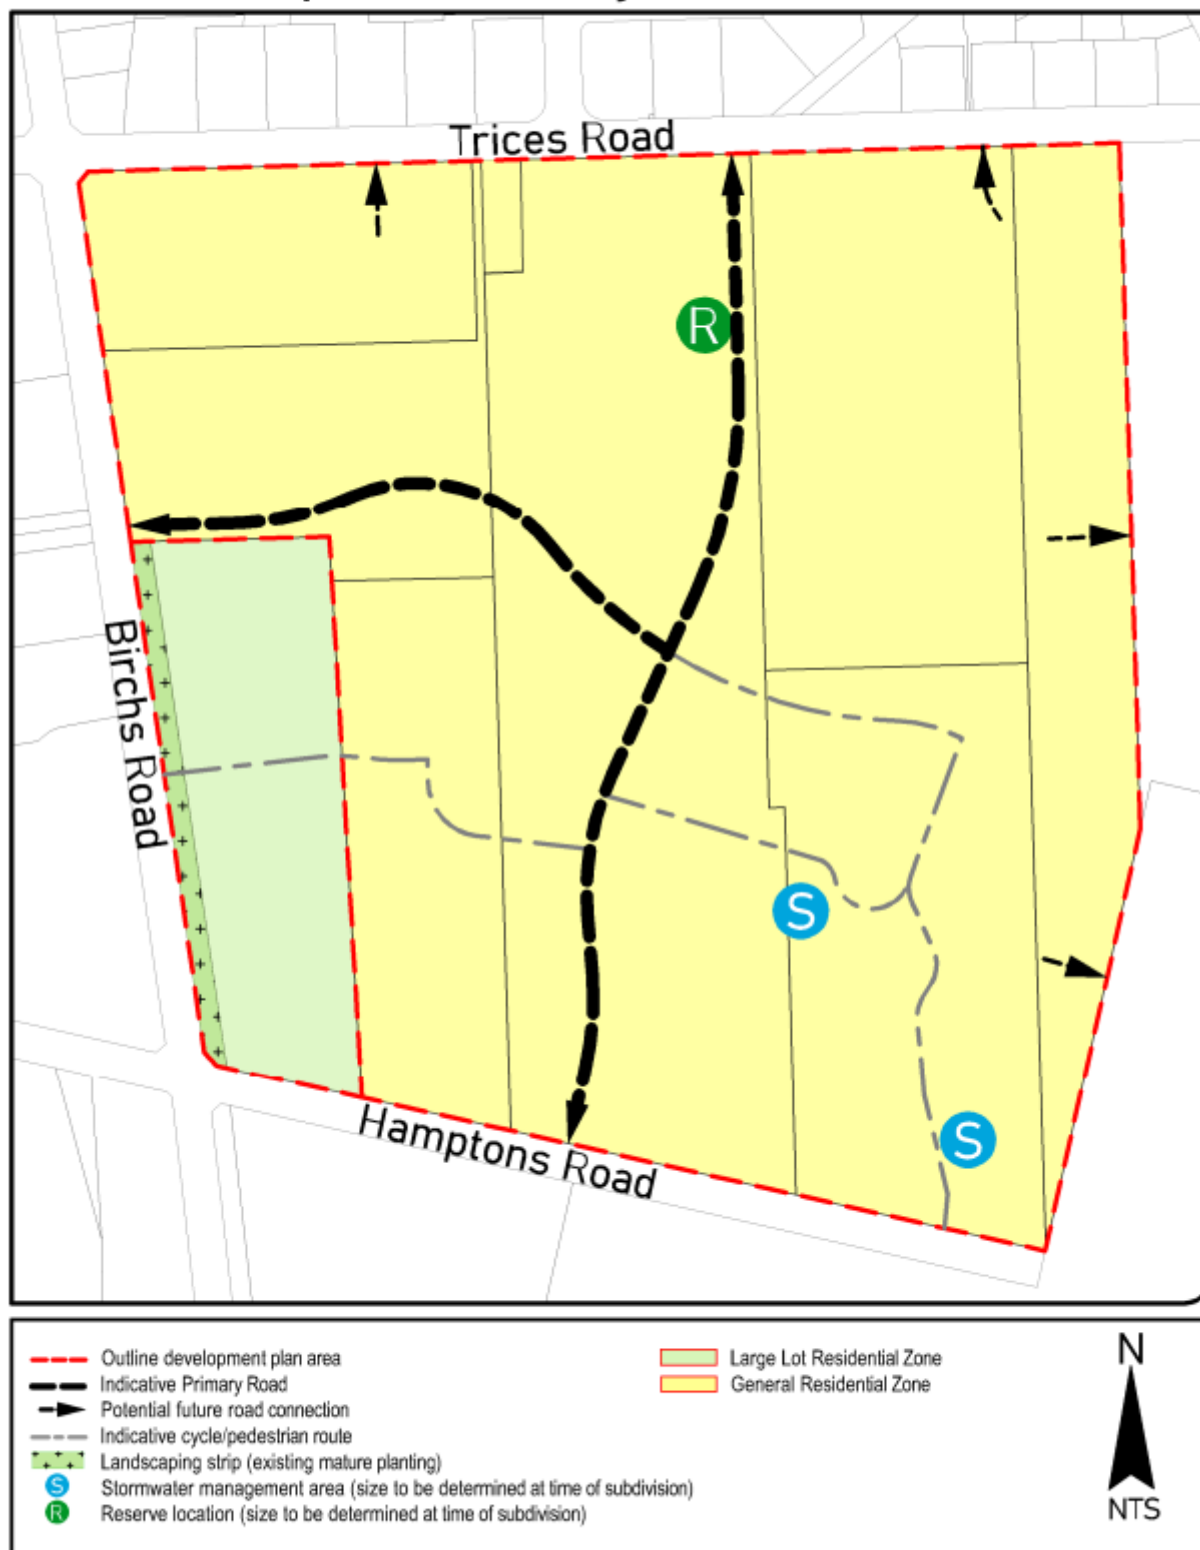 Trices Road
R
Birchs Road
S
S
Hamptons Road
Outline development plan area
Indicative Primary Road
Potential future road connection
Indicative cycle/pedestrian route
Landscaping strip (existing mature planting)
S Stormwater management area (size to be determined at time of subdivision)
R Reserve location (size to be determined at time of subdivision)
Large Lot Residential Zone
General Residential Zone
N
NTS